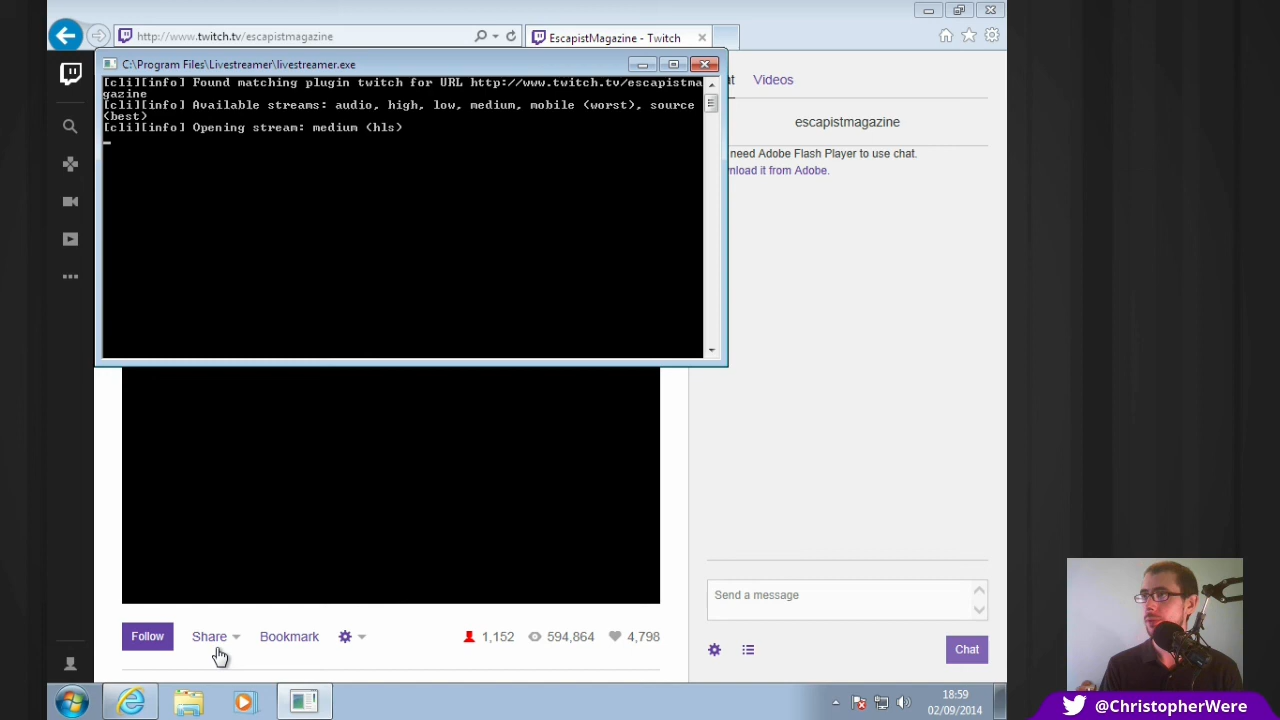 http://www.twitch.tv/escapistmagazine
EscapistMagazine - Twitch
C:\Program Files\Livestreamer\livestreamer.exe
[cli][info] Found matching plugin twitch for URL http://www.twitch.tv/escapistma
gazine
[cli][info] Available streams: audio, high, low, medium, mobile (worst), source
(best)
[cli][info] Opening stream: medium (hls)
Videos
escapistmagazine
need Adobe Flash Player to use chat.
nload it from Adobe.
Follow
Share
Bookmark
1,152
594,864
4,798
Send a message
Chat
18:59
02/09/2014
@ChristopherWere